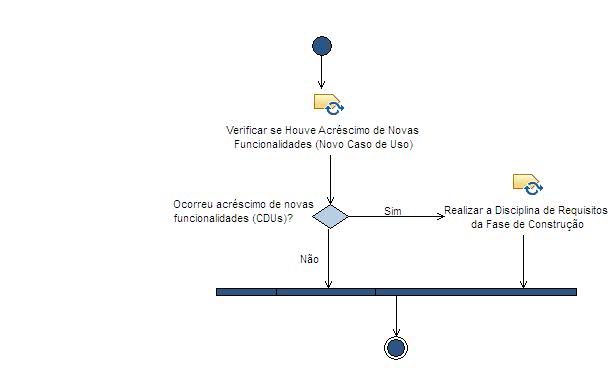 Verificar se Houve Acréscimo de Novas
Funcionalidades (Novo Caso de Uso)
Ocorreu acréscimo de novas
funcionalidades (CDUs)?
Sim
Realizar a Disciplina de Requisitos
da Fase de Construção
Não